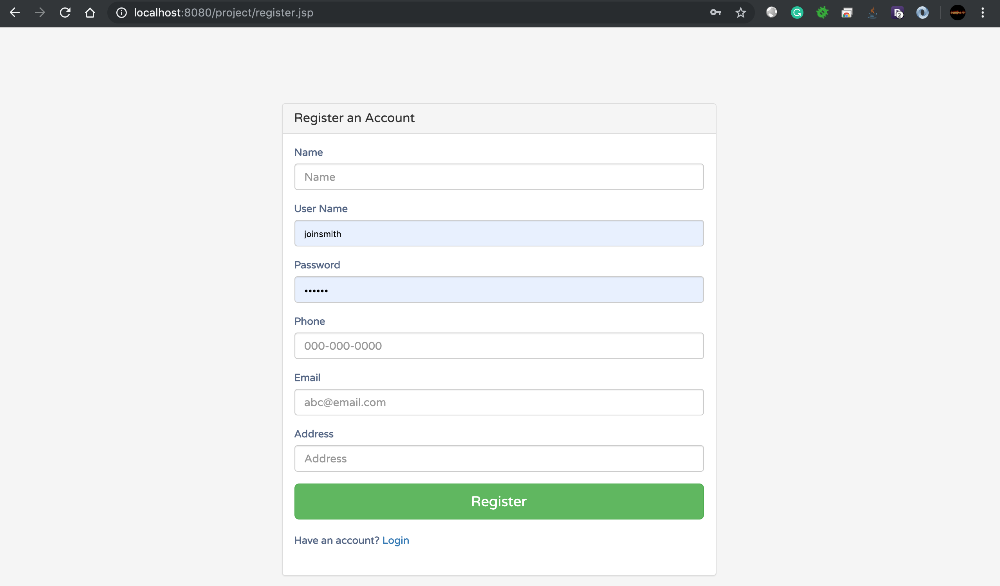 localhost:8080/project/register.jsp
G
2
Register an Account
Name
Name
User Name
joinsmith
Password
••••••
Phone
000-000-0000
Email
abc@email.com
Address
Address
Register
Have an account? Login